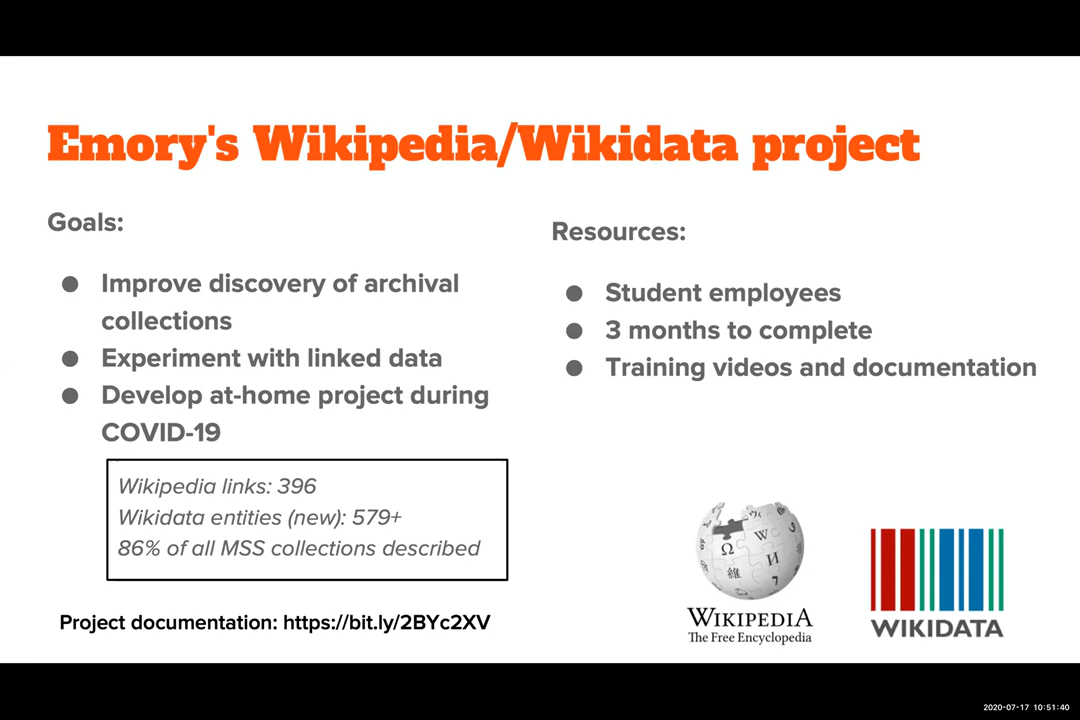 Emory's Wikipedia/Wikidata project
Goals:
● Improve discovery of archival
collections
● Experiment with linked data
● Develop at-home project during
COVID-19
Wikipedia links: 396
Wikidata entities (new): 579+
86% of all MSS collections described
Project documentation: https://bit.ly/2BYc2XV
Resources:
● Student employees
● 3 months to complete
● Training videos and documentation
Ω W
維 И
WIKIPEDIA
The Free Encyclopedia
WIKIDATA
2020-07-17 10:51:40